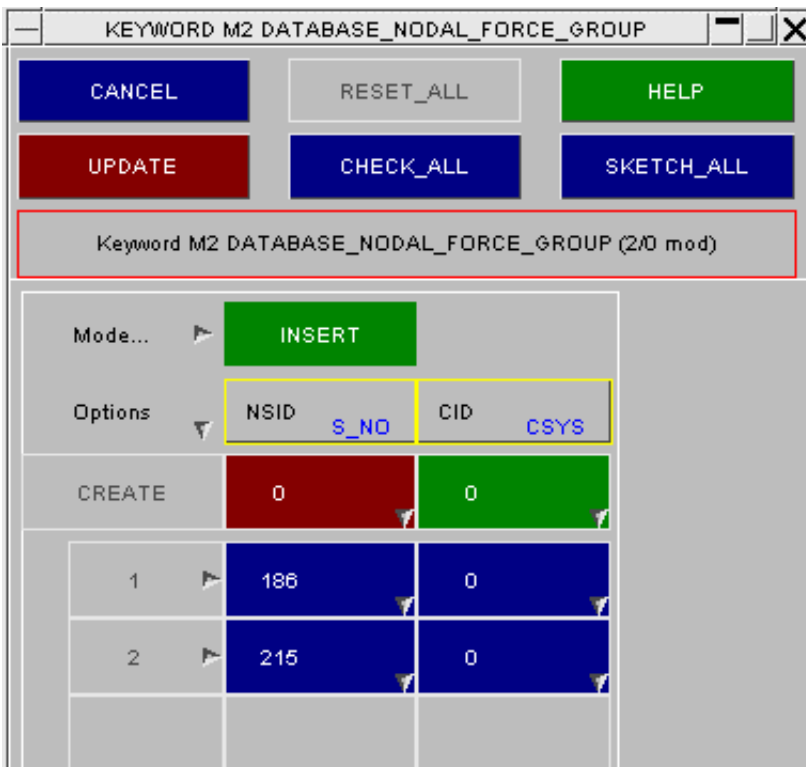 KEYWORD M2 DATABASE_NODAL_FORCE_GROUP
CANCEL RESET_ALL HELP
UPDATE CHECK_ALL SKETCH_ALL
Keyword M2 DATABASE_NODAL_FORCE_GROUP (2/0 mod)
Mode... INSERT
Options NSID S_NO CID CSYS
CREATE 0 0
1 186 0
2 215 0